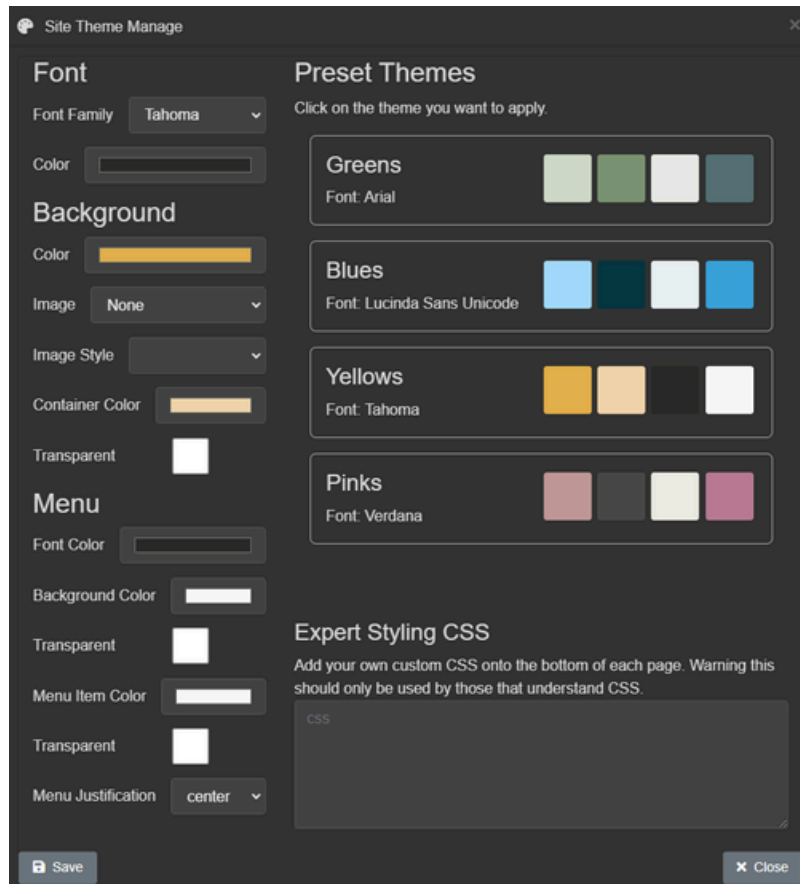 Site Theme Manage
×
Font
Font Family Tahoma
Color
Background
Color
Image None
Image Style
Container Color
Transparent
Menu
Font Color
Background Color
Transparent
Menu Item Color
Transparent
Menu Justification center
Preset Themes
Click on the theme you want to apply.
Greens
Font: Arial
Blues
Font: Lucinda Sans Unicode
Yellows
Font: Tahoma
Pinks
Font: Verdana
Expert Styling CSS
Add your own custom CSS onto the bottom of each page. Warning this
should only be used by those that understand CSS.
css
Save
× Close